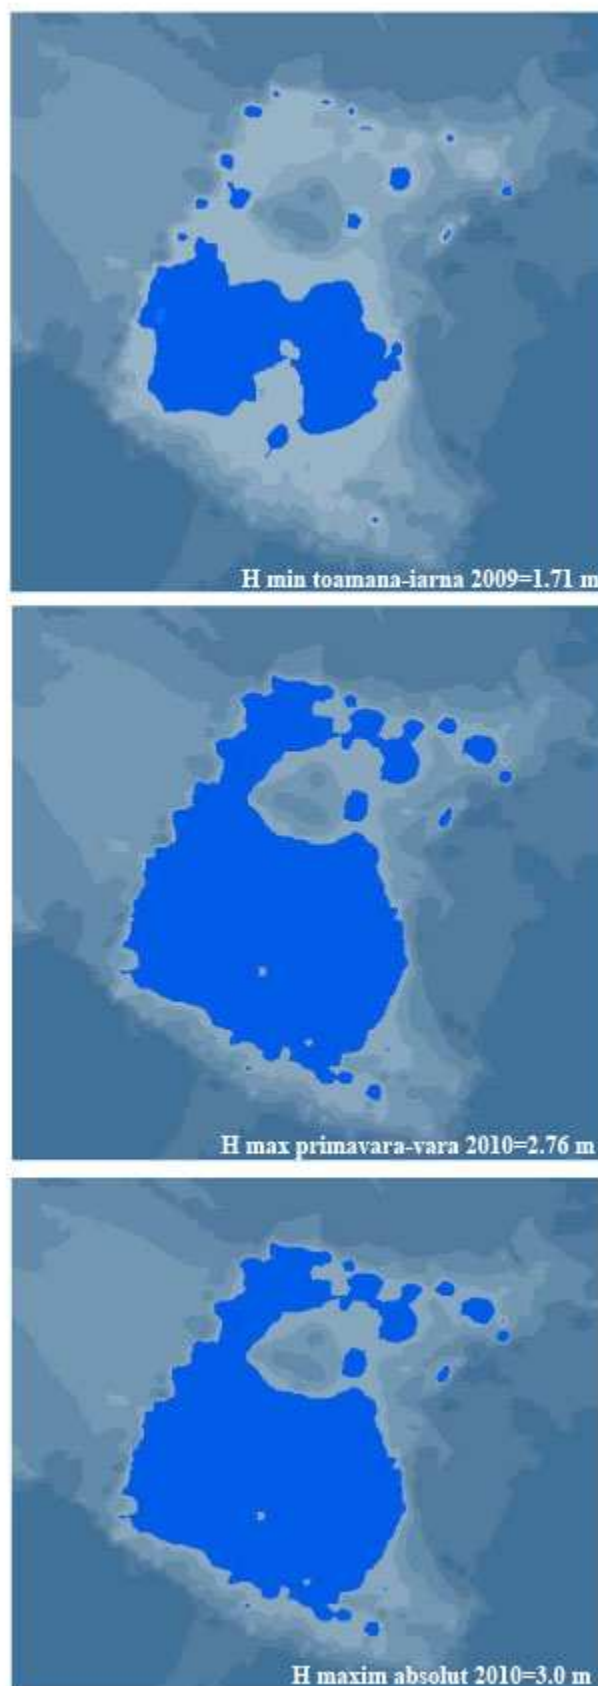 H min toamana-iarna 2009=1.71 m
H max primavara-vara 2010=2.76 m
H maxim absolut 2010=3.0 m